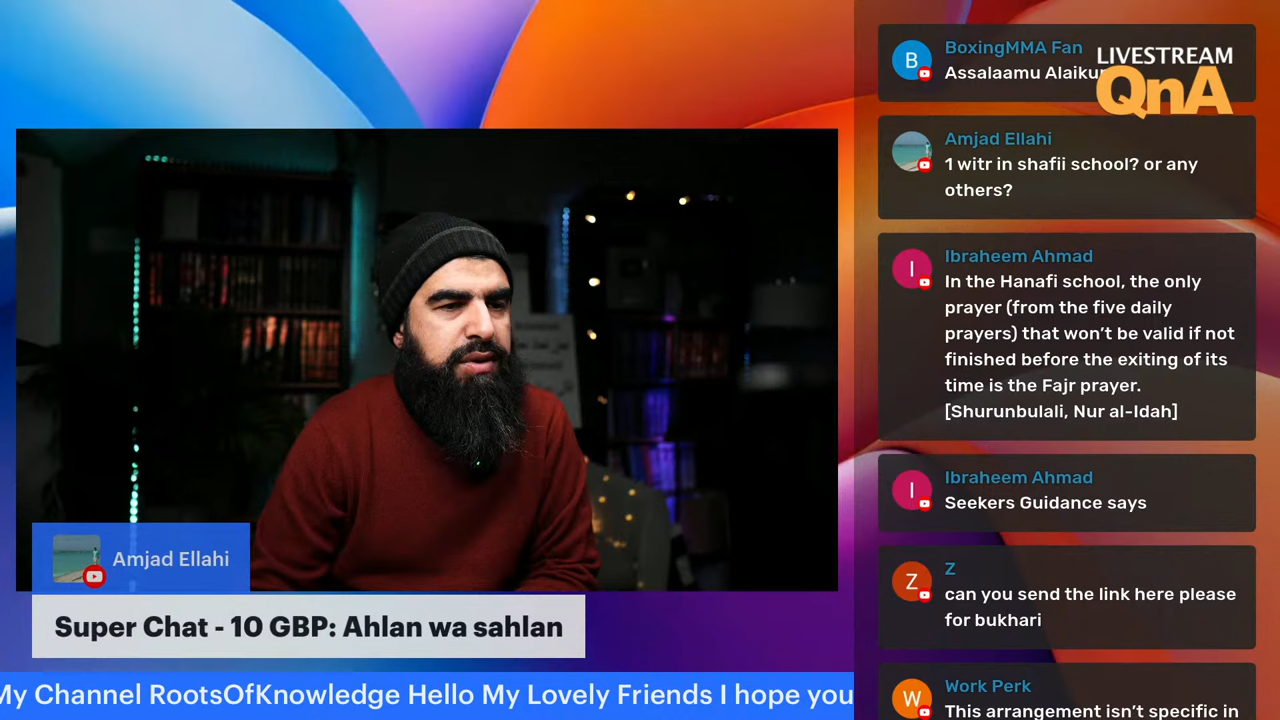 BoxingMMA Fan
Assalaamu
LIVESTREAM
QnA
Amjad Ellahi
1 witr in shafii school? or any
others?
I
Ibraheem Ahmad
In the Hanafi school, the only
prayer (from the five daily
prayers) that won't be valid if not
finished before the exiting of its
time is the Fajr prayer.
[Shurunbulali, Nur al-Idah]
I
Ibraheem Ahmad
Seekers Guidance says
Z
Z
can you send the link here please
for bukhari
W
Work Perk
This arrangement isn't specific in
B
Amjad Ellahi
Super Chat - 10 GBP: Ahlan wa sahlan
My Channel RootsOfKnowledge Hello My Lovely Friends I hope you